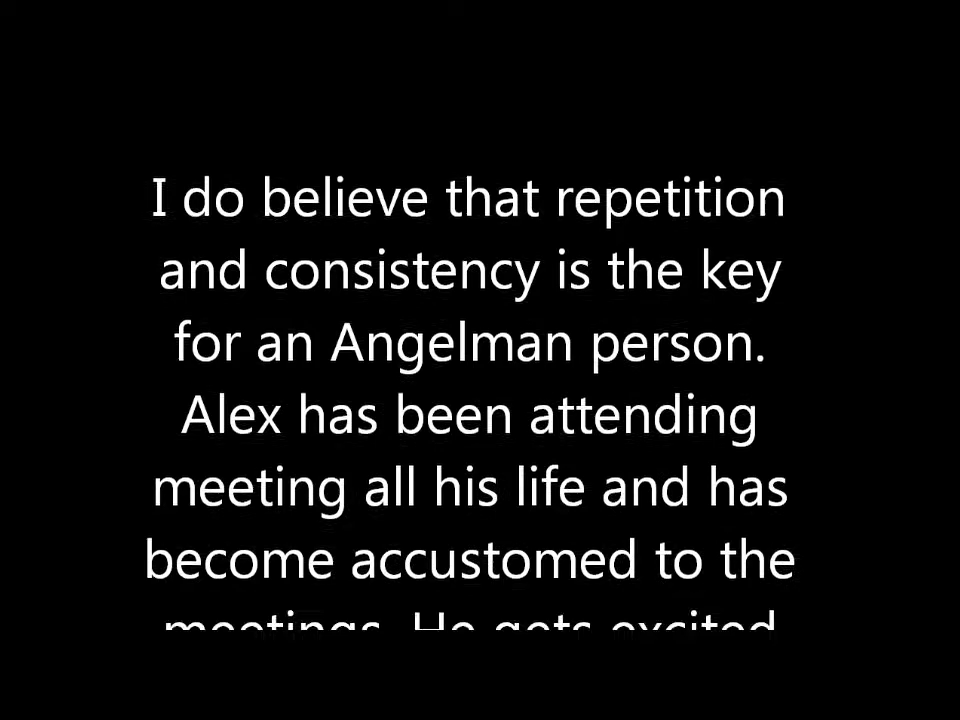 I do believe that repetition
and consistency is the key
for an Angelman person.
Alex has been attending
meeting all his life and has
become accustomed to the
meetings. He gets excited